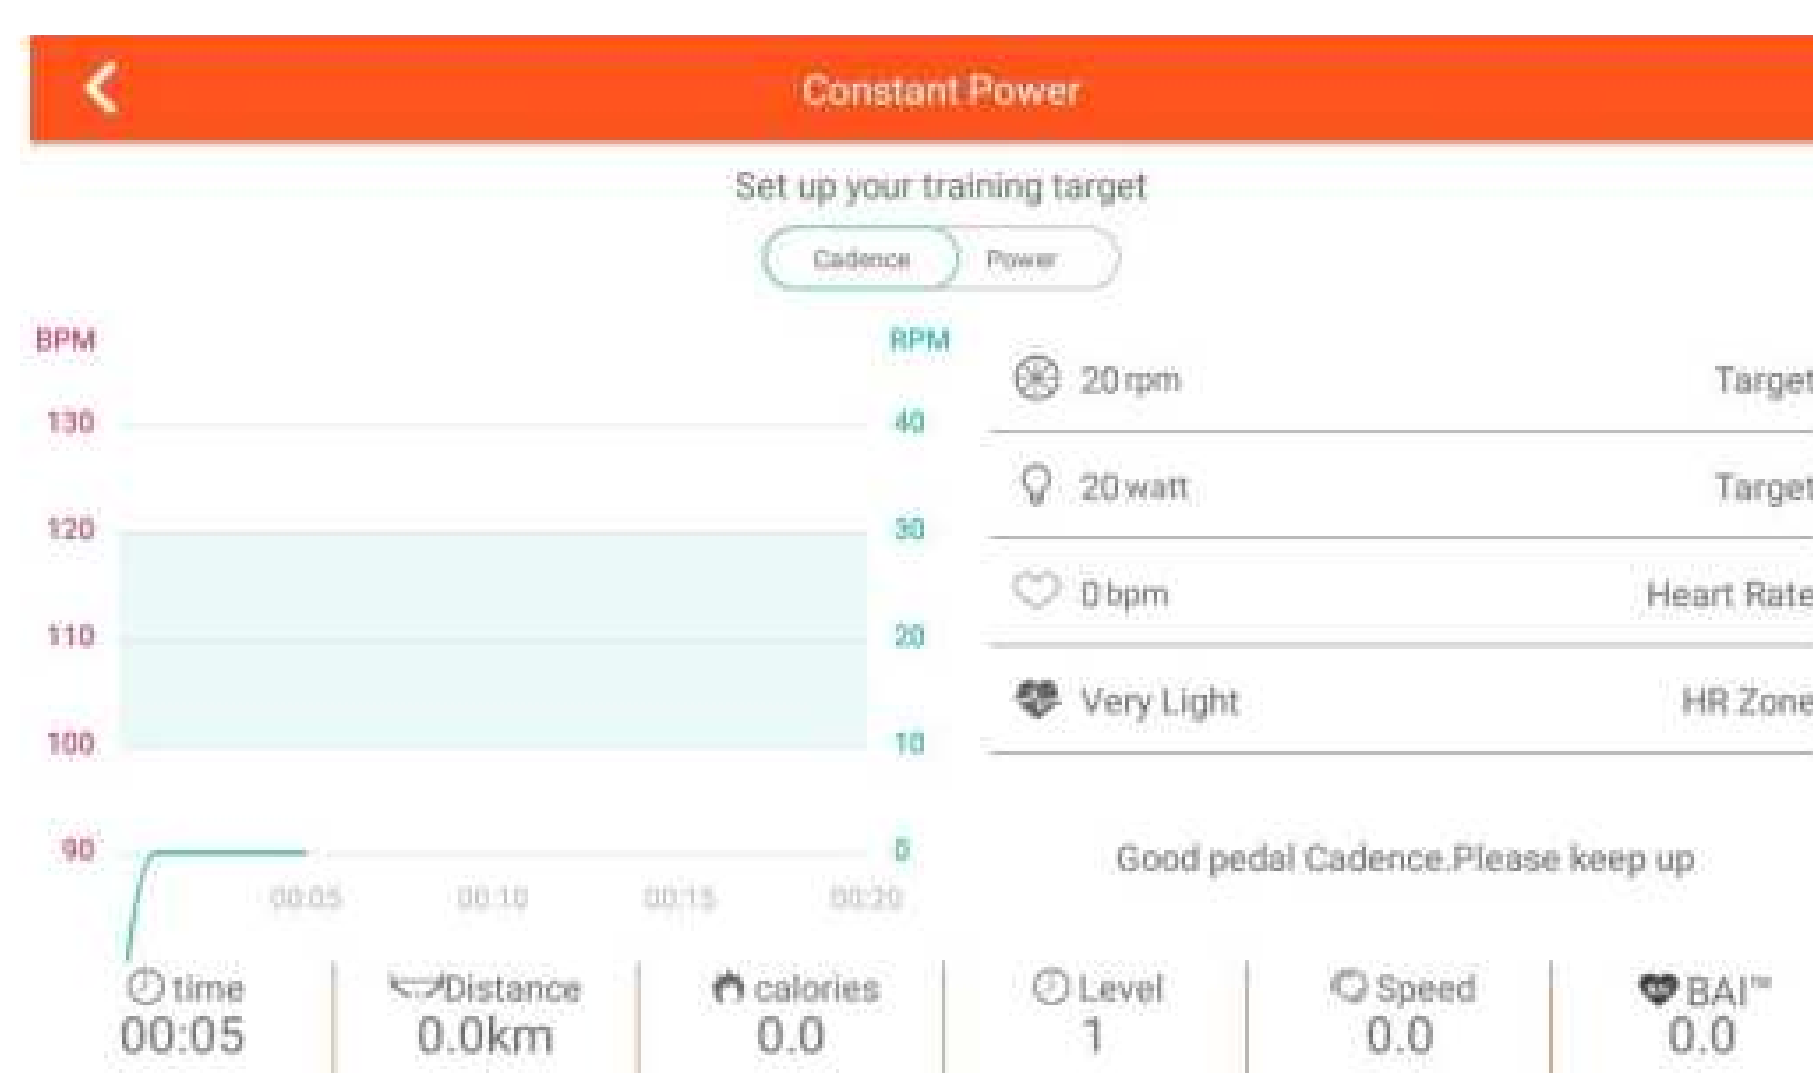 Constant Power
Set up your training target
Cadence Power
BPM RPM
130 40
120 30
110 20
100 10
90 0
00:05 00:10 00:15 00:20
20 rpm Target
20 watt Target
0 bpm Heart Rate
Very Light HR Zone
Good pedal Cadence.Please keep up
time Distance calories Level Speed BAI™
00:05 0.0km 0.0 1 0.0 0.0